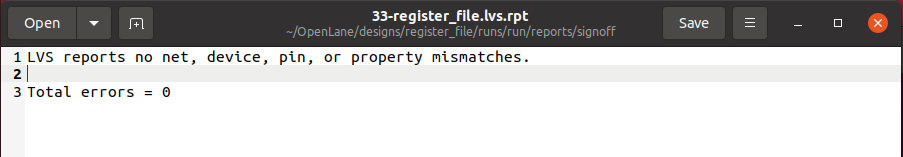 33-register_file.lvs.rpt
Open
~/OpenLane/designs/register_file/runs/run/reports/signoff
Save
1 LVS reports no net, device, pin, or property mismatches.
2
3 Total errors = 0